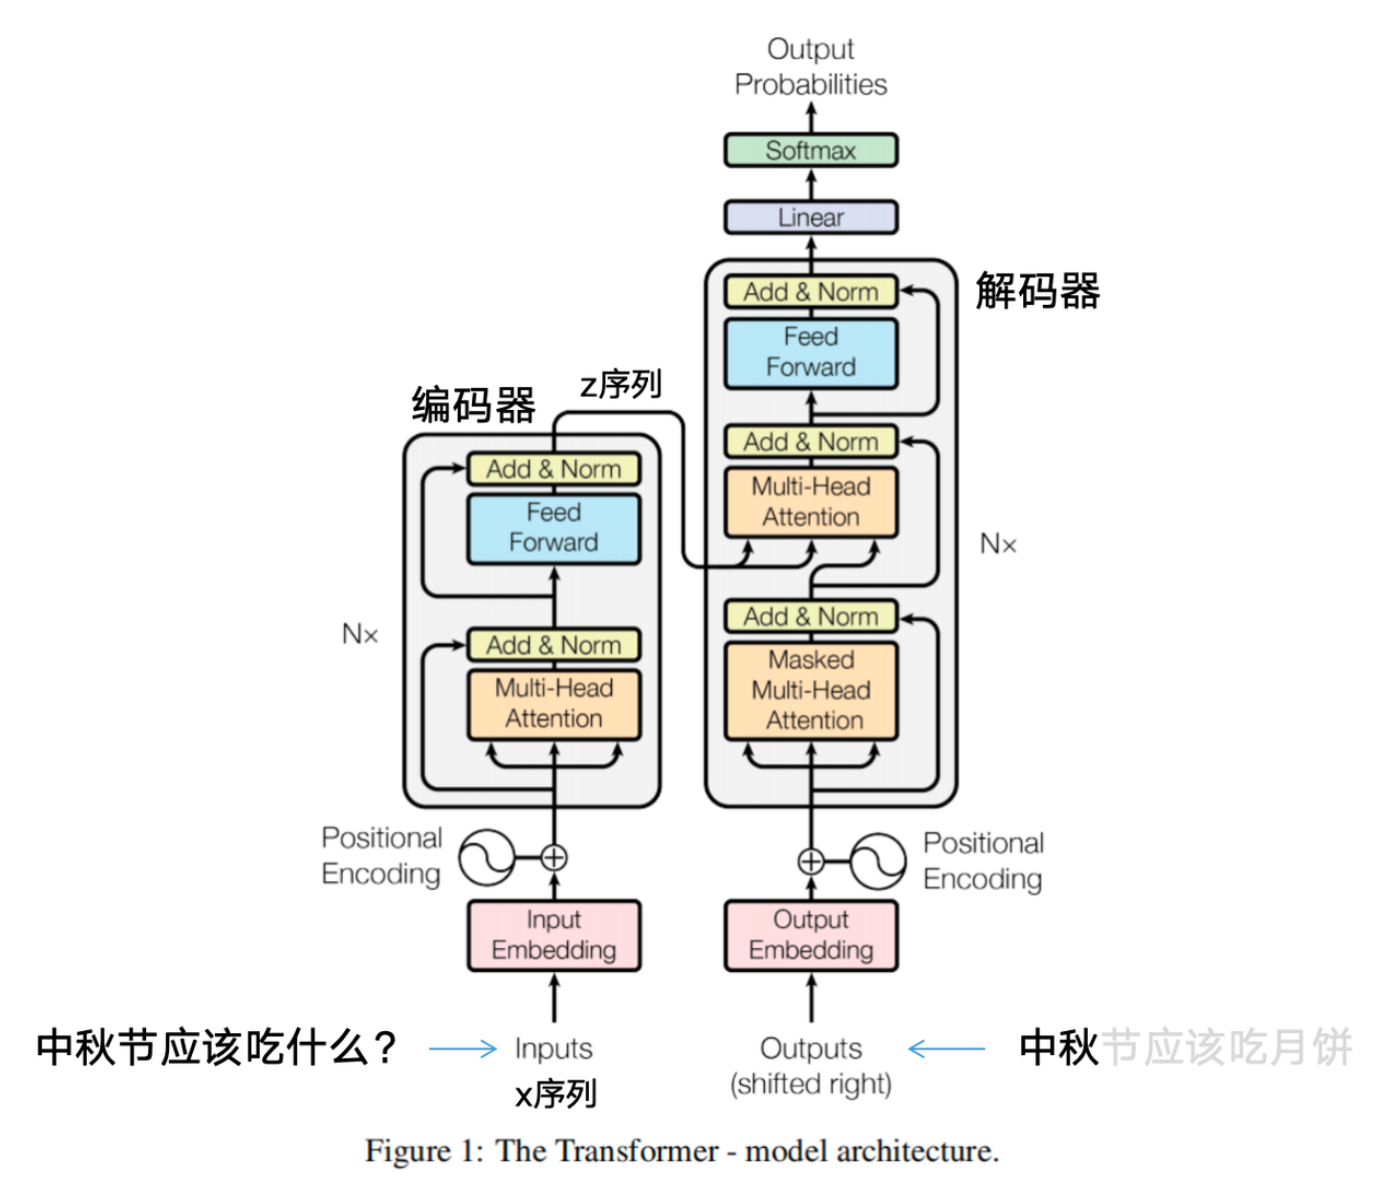 Output
Probabilities
Softmax
Linear
解码器
Add & Norm
Feed
Forward
Add & Norm
Multi-Head
Attention
Nx
Add & Norm
Masked
Multi-Head
Attention
z序列
编码器
Add & Norm
Feed
Forward
Nx
Add & Norm
Multi-Head
Attention
Positional
Encoding
Positional
Encoding
Input
Embedding
Output
Embedding
中秋节应该吃什么?
Inputs
x序列
Outputs
(shifted right)
中秋节应该吃月饼
Figure 1: The Transformer - model architecture.